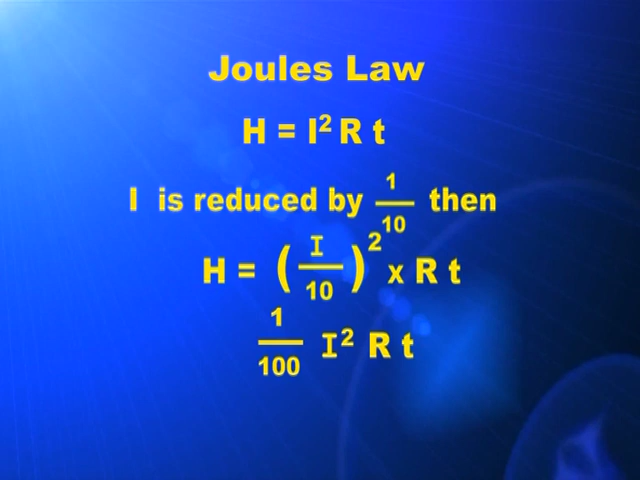 Joules Law
H = I² R t
I is reduced by 1/10 then
H = (I/10)² x R t
1/100 I² R t